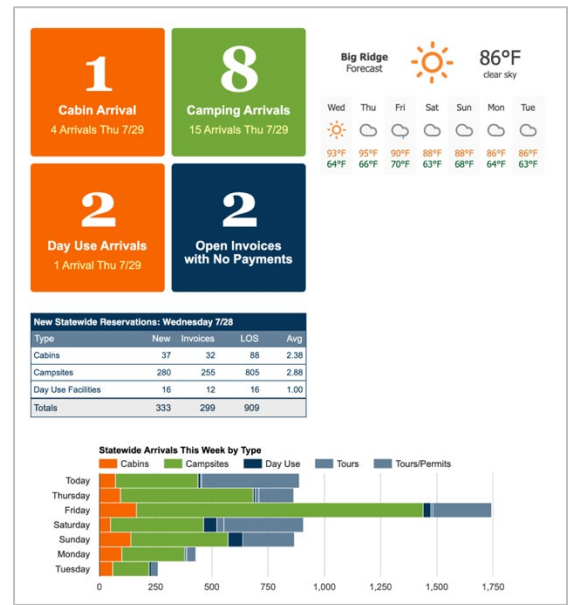 1
Cabin Arrival
4 Arrivals Thu 7/29
8
Camping Arrivals
15 Arrivals Thu 7/29
Big Ridge
Forecast
86°F
clear sky
Wed Thu Fri Sat Sun Mon Tue
93°F 95°F 90°F 88°F 88°F 86°F 86°F
64°F 66°F 70°F 63°F 68°F 64°F 63°F
2
Day Use Arrivals
1 Arrival Thu 7/29
2
Open Invoices
with No Payments
New Statewide Reservations: Wednesday 7/28
Type New Invoices LOS Avg
Cabins 37 32 88 2.38
Campsites 280 255 805 2.88
Day Use Facilities 16 12 16 1.00
Totals 333 299 909
Statewide Arrivals This Week by Type
Cabins Campsites Day Use Tours Tours/Permits
Today
Thursday
Friday
Saturday
Sunday
Monday
Tuesday
0 250 500 750 1,000 1,250 1,500 1,750